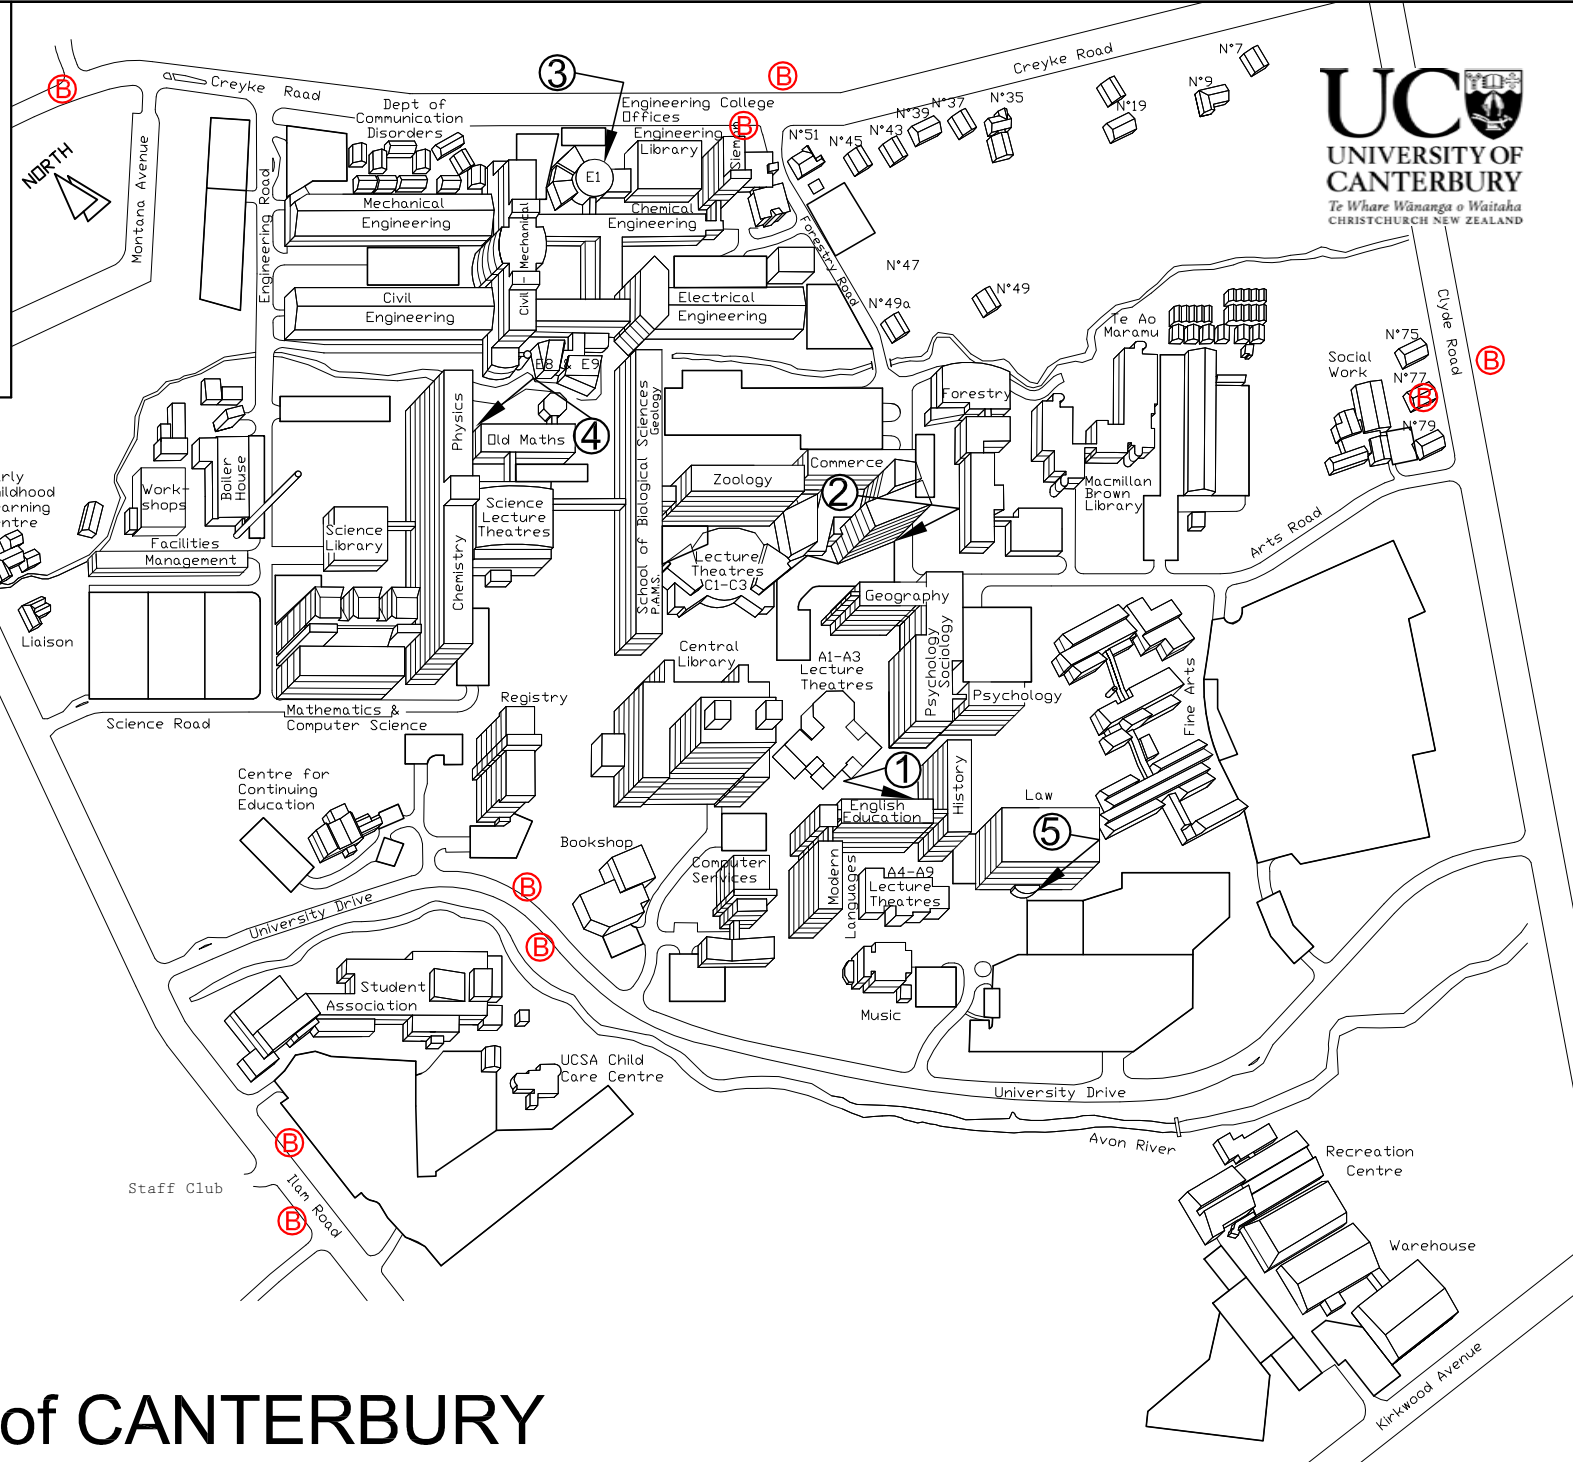 Creyke Road
Creyke Raad
B
B
B
3
Dept of
Communication
Disorders
Engineering College
Offices
Engineering
Library
N°7
N°9
N°19
N°35
N°37
N°39
N°43
N°45
N°51
UC
UNIVERSITY OF
CANTERBURY
Te Whare Wānanga o Waitaha
CHRISTCHURCH NEW ZEALAND
NORTH
Montana Avenue
Engineering Road
E1
Mechanical
Engineering
Chemical
Engineering
Civil - Mechanical
Forestry Road
N°47
N°49
N°49a
Civil
Engineering
Electrical
Engineering
Te Ao
Maramu
Clyde Road
N°75
N°77
N°79
B
B
Social
Work
E8 & E9
Physics
Old Maths
4
School of Biological Sciences
Geology
P.A.M.S.
Forestry
Boiler
House
Work-
shops
Zoology
Commerce
2
Macmillan
Brown
Library
Science
Lecture
Theatres
Science
Library
Chemistry
Facilities
Management
Lecture
Theatres
C1-C3
Arts Road
Geography
Liaison
Central
Library
A1-A3
Lecture
Theatres
Psychology
Sociology
Psychology
Fine Arts
Registry
Mathematics &
Computer Science
Science Road
Centre for
Continuing
Education
1
History
English
Education
Law
5
Bookshop
Computer
Services
Modern
Languages
A4-A9
Lecture
Theatres
B
B
University Drive
Student
Association
Music
UCSA Child
Care Centre
University Drive
Avon River
B
B
Staff Club
Ilam Road
Recreation
Centre
Warehouse
Kirkwood Avenue
of CANTERBURY